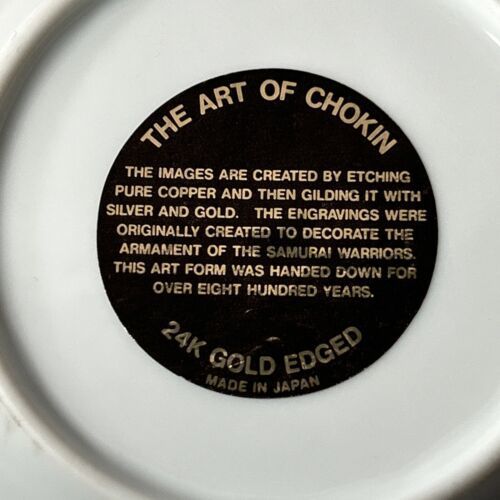 THE ART OF CHOKIN
THE IMAGES ARE CREATED BY ETCHING
PURE COPPER AND THEN GILDING IT WITH
SILVER AND GOLD. THE ENGRAVINGS WERE
ORIGINALLY CREATED TO DECORATE THE
ARMAMENT OF THE SAMURAI WARRIORS.
THIS ART FORM WAS HANDED DOWN FOR
OVER EIGHT HUNDRED YEARS.
24K GOLD EDGED
MADE IN JAPAN